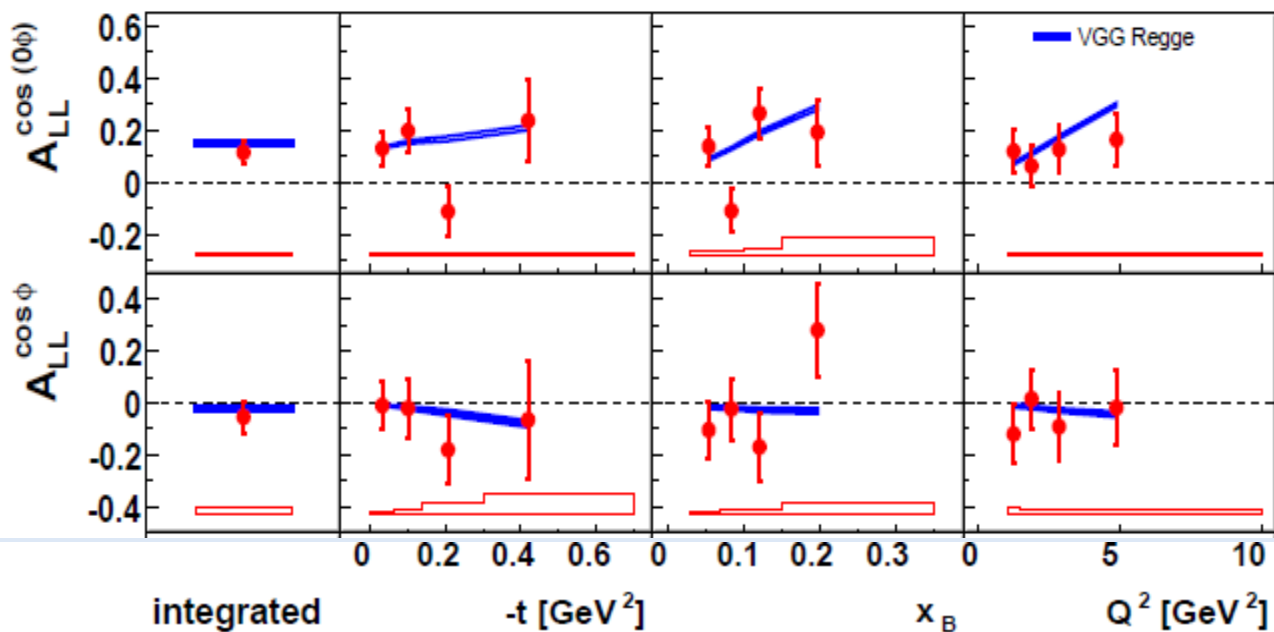 A_LL^cos (0ϕ)
0.6
0.4
0.2
0
-0.2
VGG Regge
A_LL^cos ϕ
0.4
0.2
0
-0.2
-0.4
0 0.2 0.4 0.6 0 0.1 0.2 0.3 0 5 10
integrated -t [GeV²] x_B Q² [GeV²]